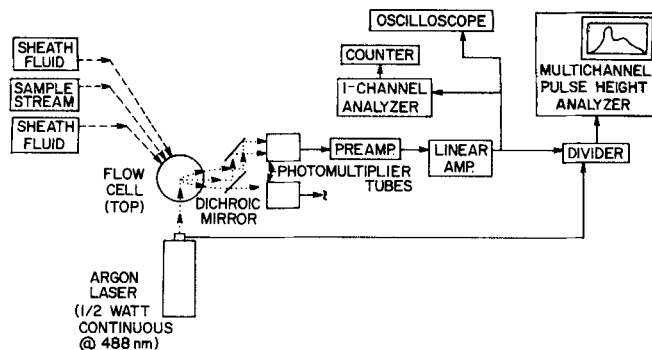 OSCILLOSCOPE
COUNTER
1-CHANNEL
ANALYZER
MULTICHANNEL
PULSE HEIGHT
ANALYZER
SHEATH
FLUID
SAMPLE
STREAM
SHEATH
FLUID
FLOW
CELL
(TOP)
DICHROIC
MIRROR
PHOTOMULTIPLIER
TUBES
PREAMP.
LINEAR
AMP.
DIVIDER
ARGON
LASER
(1/2 WATT
CONTINUOUS
@ 488 nm)